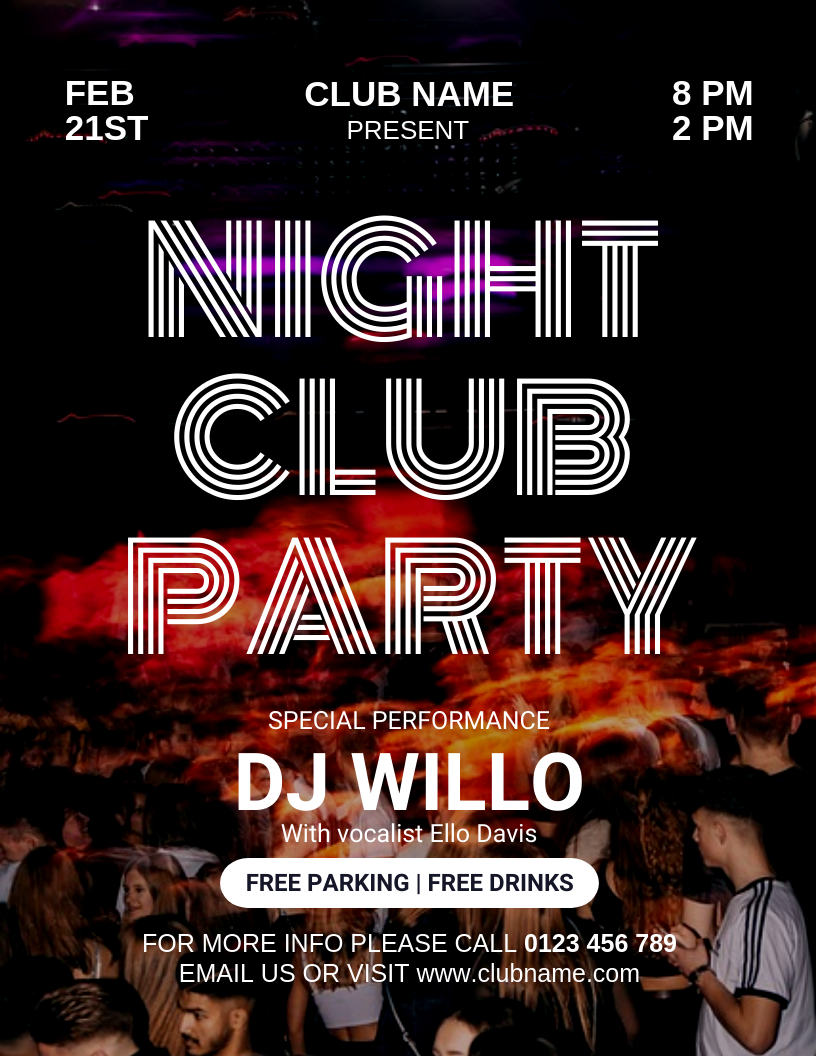 FEB
21ST
CLUB NAME
PRESENT
8 PM
2 PM
NIGHT
CLUB
PARTY
SPECIAL PERFORMANCE
DJ WILLO
With vocalist Ello Davis
FREE PARKING | FREE DRINKS
FOR MORE INFO PLEASE CALL 0123 456 789
EMAIL US OR VISIT www.clubname.com